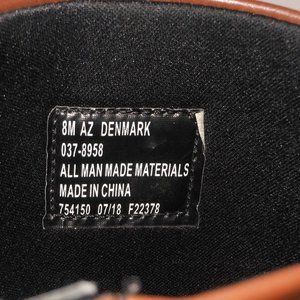 8M AZ DENMARK
037-8958
ALL MAN MADE MATERIALS
MADE IN CHINA
754150 07/18 F22378